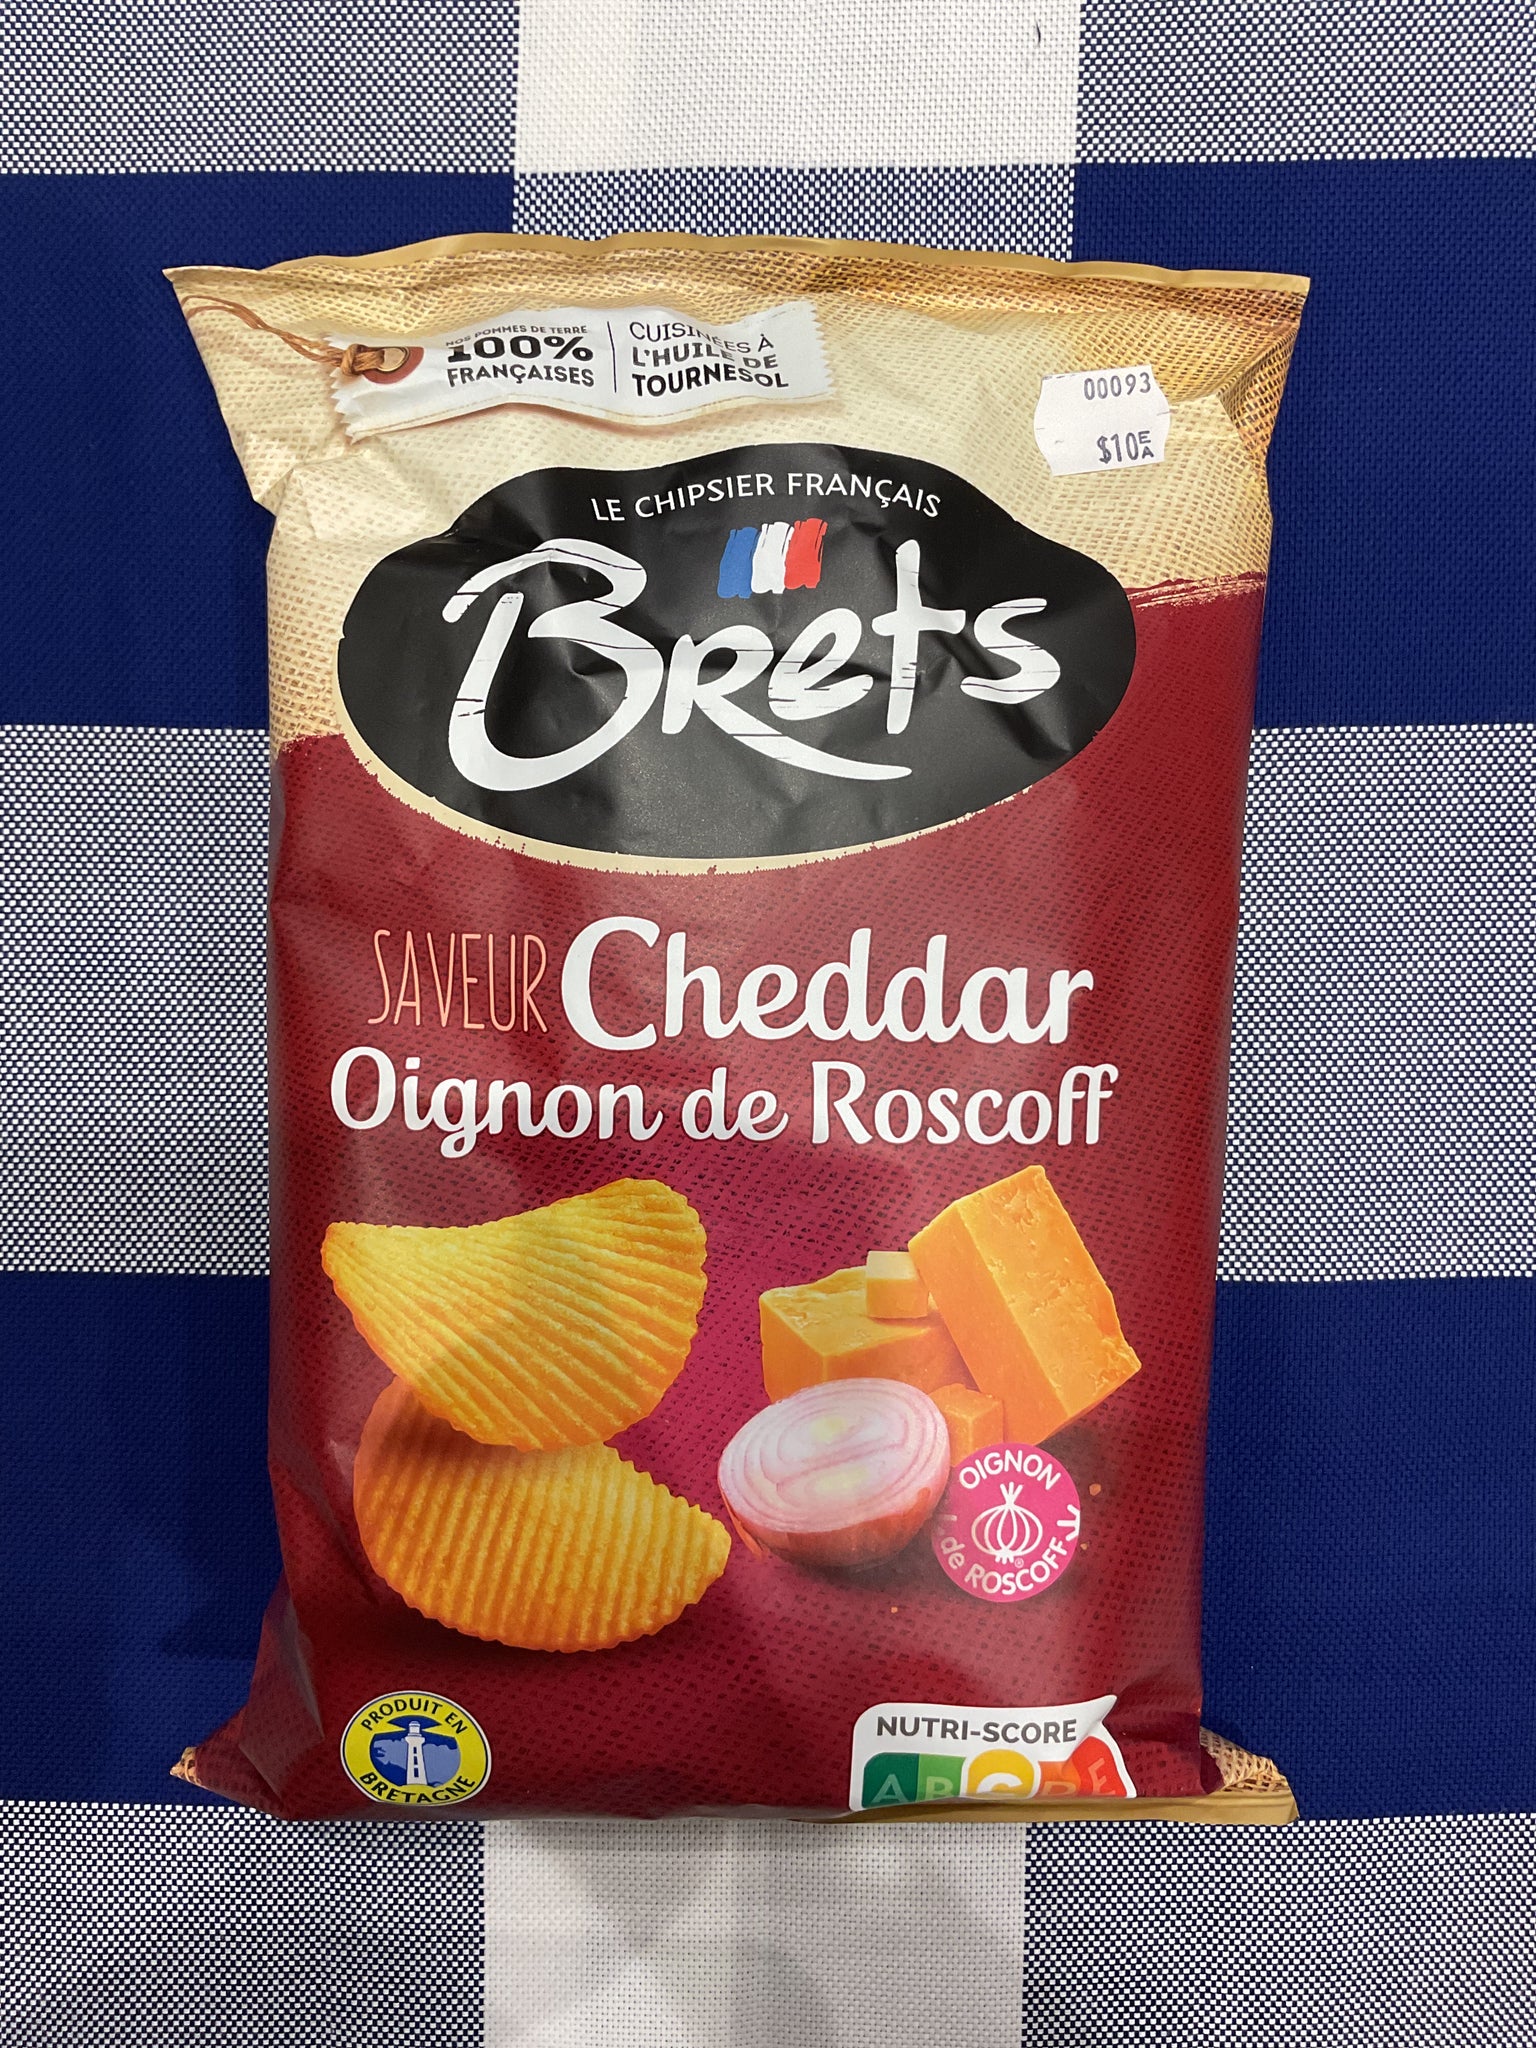 NOS POMMES DE TERRE
100%
FRANÇAISES
CUISINÉES À
L'HUILE DE
TOURNESOL
00093
$10 EA
LE CHIPSIER FRANÇAIS
Brets
SAVEUR Cheddar
Oignon de Roscoff
OIGNON
de ROSCOFF
®
PRODUIT EN
BRETAGNE
NUTRI-SCORE
A B C D E